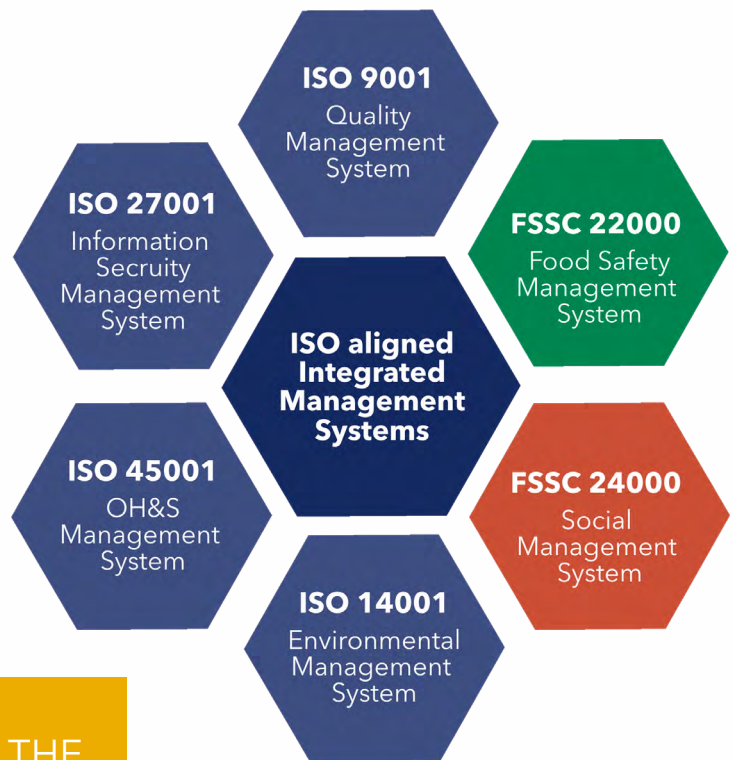 ISO 9001
Quality
Management
System
ISO 27001
Information
Secruity
Management
System
FSSC 22000
Food Safety
Management
System
ISO aligned
Integrated
Management
Systems
ISO 45001
OH&S
Management
System
FSSC 24000
Social
Management
System
ISO 14001
Environmental
Management
System
THE